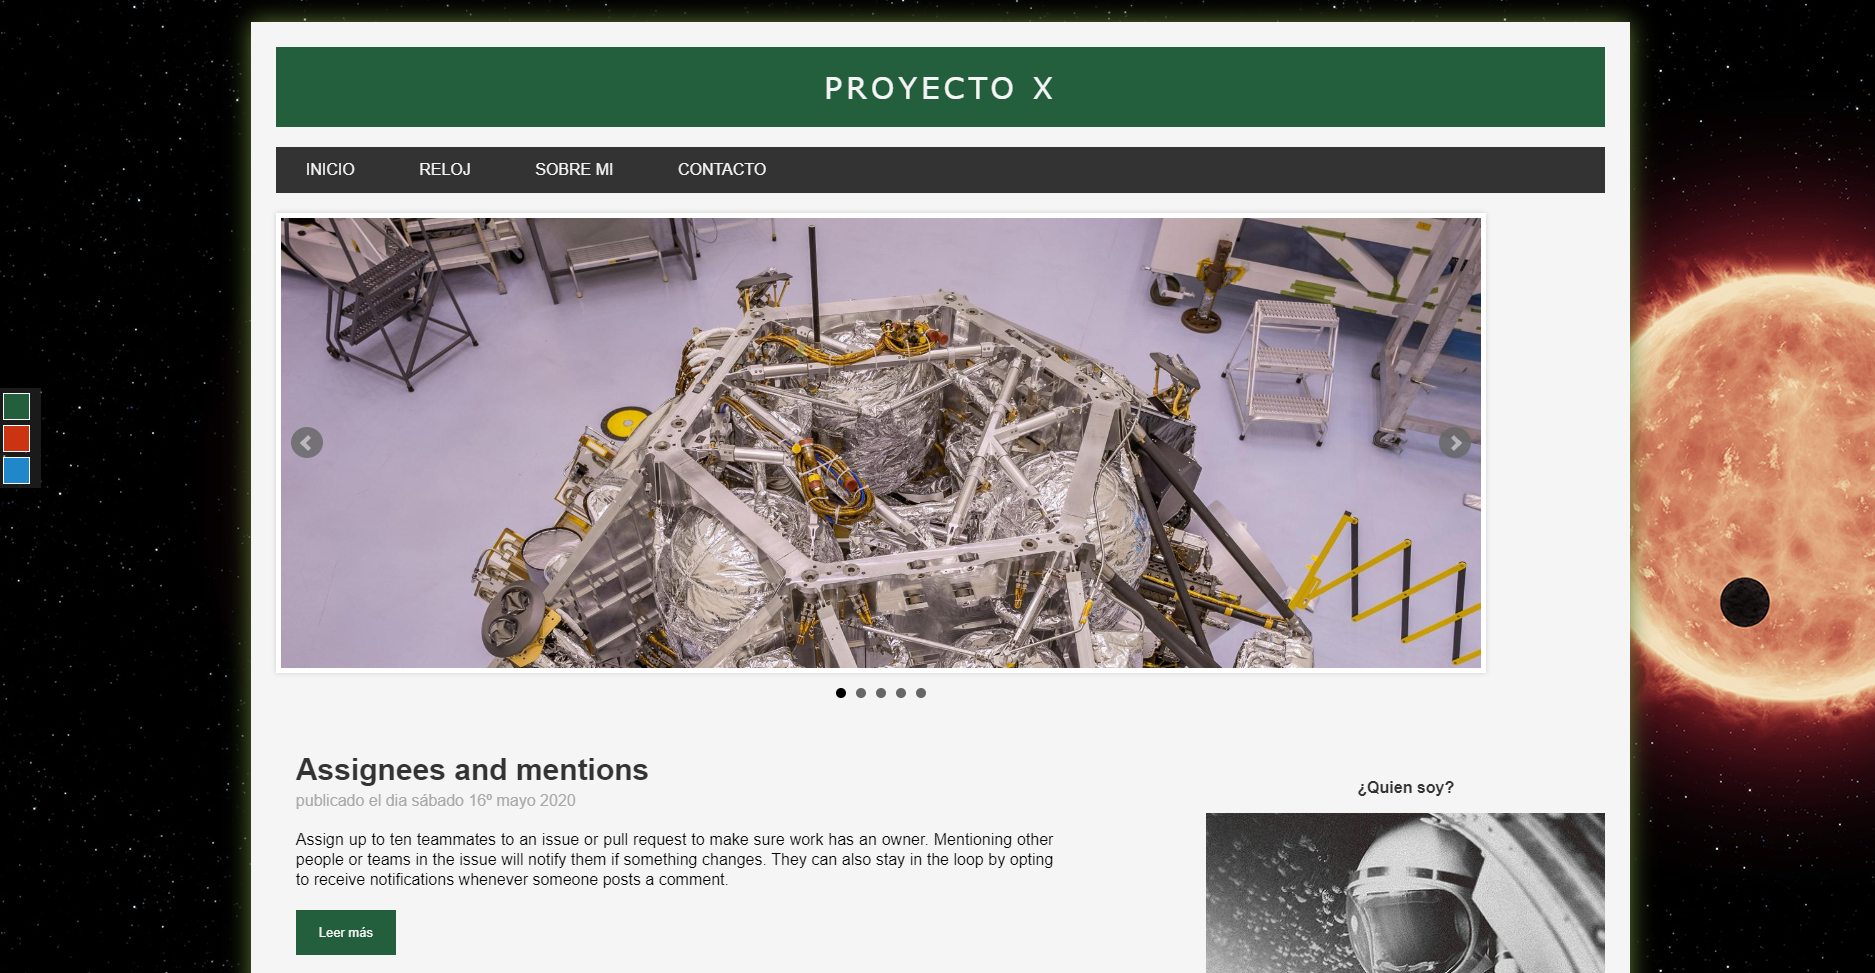 PROYECTO X
INICIO RELOJ SOBRE MI CONTACTO
Assignees and mentions
publicado el dia sábado 16º mayo 2020
Assign up to ten teammates to an issue or pull request to make sure work has an owner. Mentioning other
people or teams in the issue will notify them if something changes. They can also stay in the loop by opting
to receive notifications whenever someone posts a comment.
Leer más
¿Quien soy?